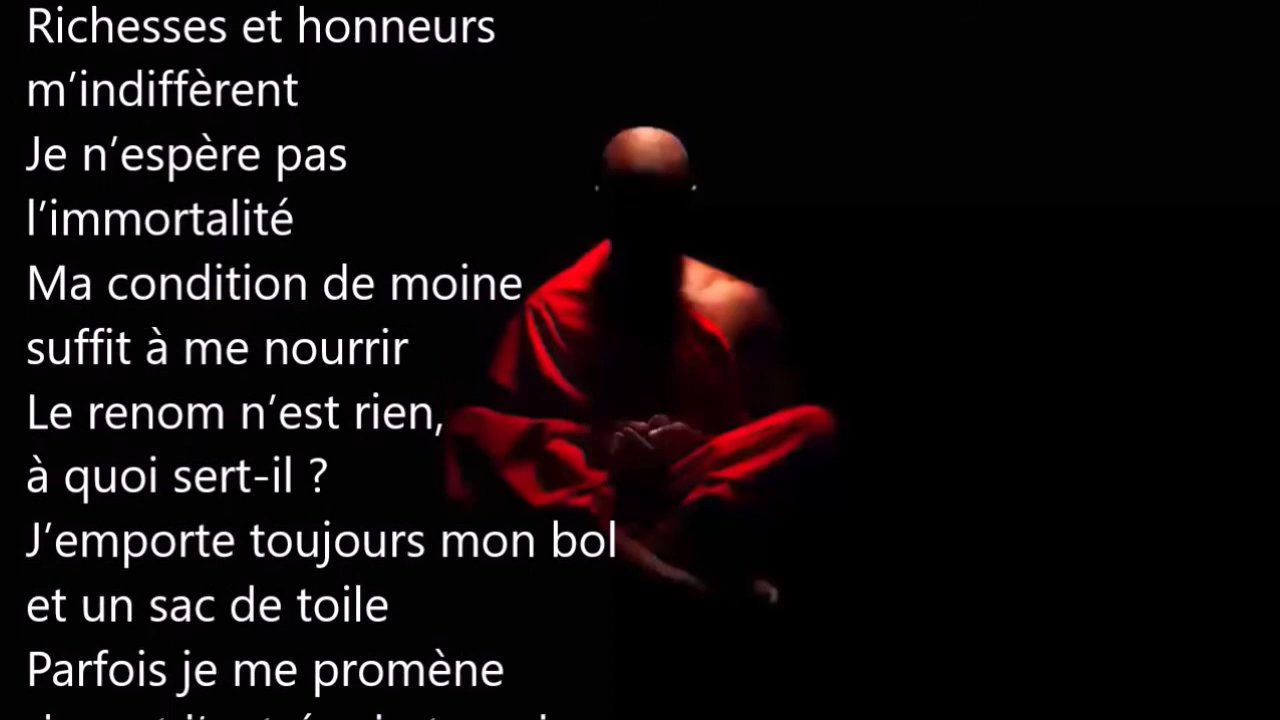 Richesses et honneurs
m’indiffèrent
Je n’espère pas
l’immortalité
Ma condition de moine
suffit à me nourrir
Le renom n’est rien,
à quoi sert-il ?
J’emporte toujours mon bol
et un sac de toile
Parfois je me promène